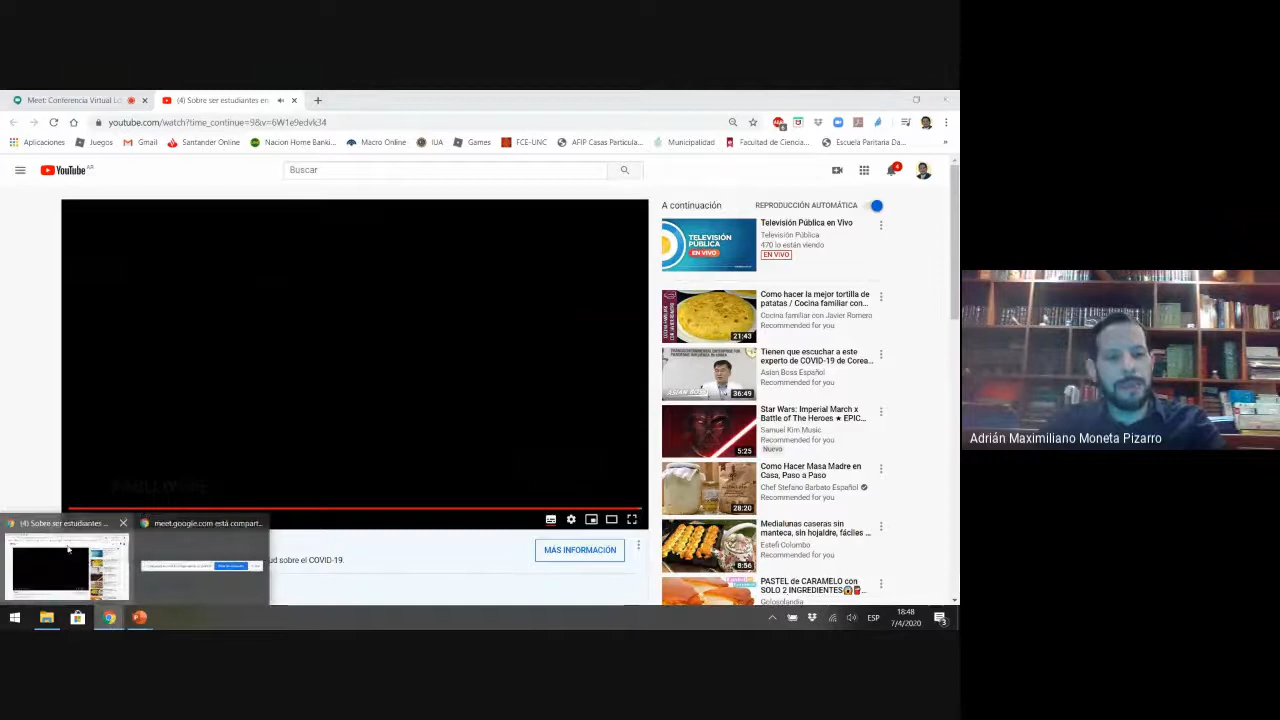 Meet: Conferencia Virtual Lo
(4) Sobre ser estudiantes en
youtube.com/watch?time_continue=9&v=6W1e9edvk34
Aplicaciones
Juegos
Gmail
Santander Online
Nacion Home Banki...
Macro Online
IUA
Games
FCE-UNC
AFIP Casas Particula...
Municipalidad
Facultad de Ciencia...
Escuela Paritaria Da...
»
YouTube AR
Buscar
4
A continuación
REPRODUCCIÓN AUTOMÁTICA
TELEVISIÓN
PÚBLICA
EN VIVO
Televisión Pública en Vivo
Televisión Pública
470 lo están viendo
EN VIVO
21:43
Como hacer la mejor tortilla de
patatas / Cocina familiar con...
Cocina familiar con Javier Romero
Recommended for you
ASIAN BOSS
36:49
Tienen que escuchar a este
experto de COVID-19 de Corea...
Asian Boss Español
Recommended for you
5:25
Star Wars: Imperial March x
Battle of The Heroes ★ EPIC...
Samuel Kim Music
Recommended for you
Nuevo
28:20
Como Hacer Masa Madre en
Casa, Paso a Paso
Chef Stefano Barbato Español
Recommended for you
8:56
Medialunas caseras sin
manteca, sin hojaldre, fáciles ...
Estefi Colombo
Recommended for you
PASTEL de CARAMELO con
SOLO 2 INGREDIENTES
Golosolandia
(4) Sobre ser estudiantes ...
meet.google.com está compart...
ud sobre el COVID-19.
MÁS INFORMACIÓN
ESP
18:48
7/4/2020
3
Adrián Maximiliano Moneta Pizarro